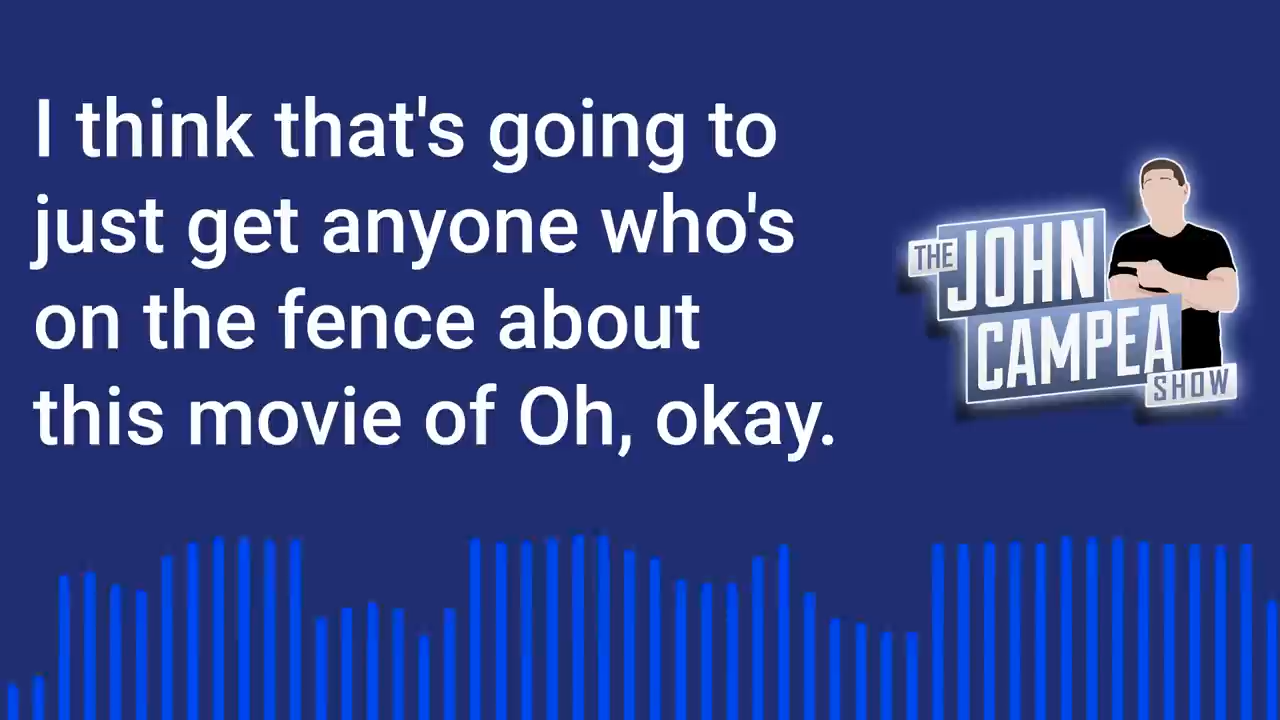 I think that's going to
just get anyone who's
on the fence about
this movie of Oh, okay.
THE
JOHN
CAMPEA
SHOW